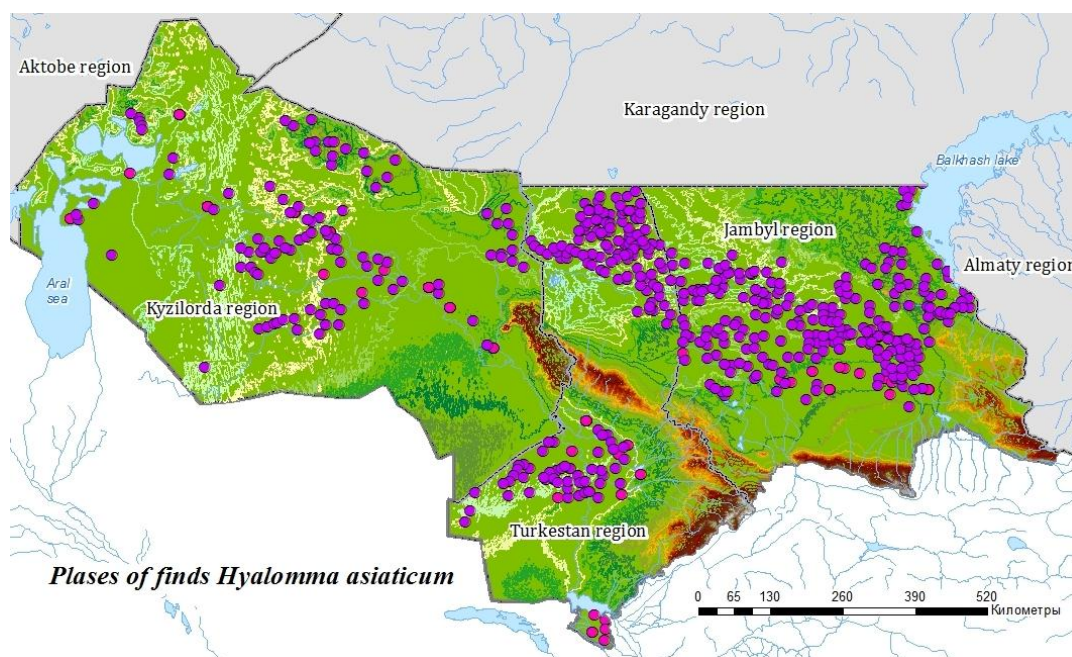 Aktobe region
Karagandy region
Balkhash lake
Jambyl region
Almaty region
Aral
sea
Kyzilorda region
Turkestan region
Plases of finds Hyalomma asiaticum
0 65 130 260 390 520
Километры